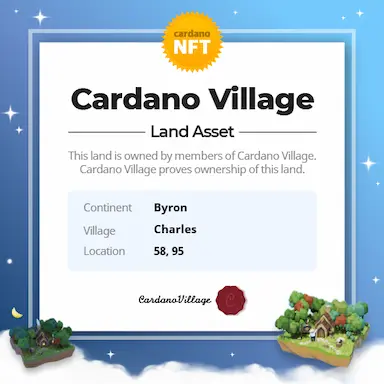 cardano
NFT
Cardano Village
Land Asset
This land is owned by members of Cardano Village.
Cardano Village proves ownership of this land.
Continent Byron
Village Charles
Location 58, 95
CardanoVillage
C